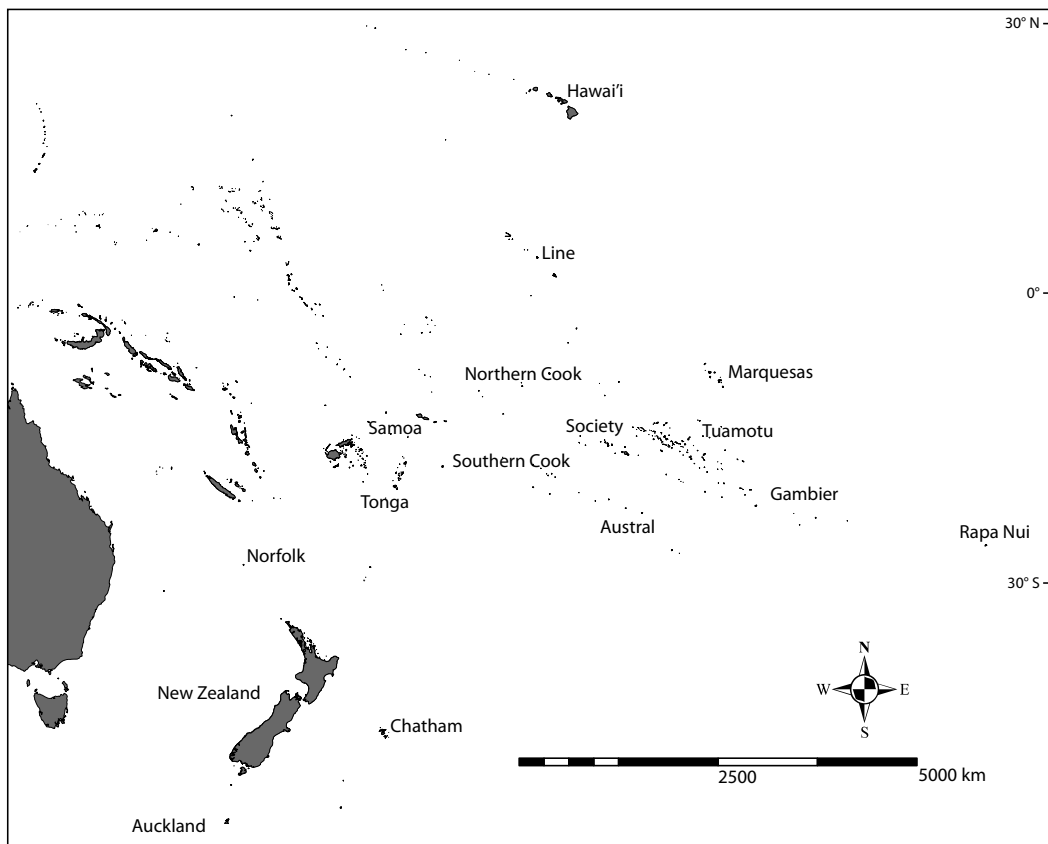 30° N
Hawai'i
Line
0°
Northern Cook
Marquesas
Samoa
Society
Tuamotu
Southern Cook
Tonga
Gambier
Austral
Rapa Nui
Norfolk
30° S
N
New Zealand
W
E
S
Chatham
2500
5000 km
Auckland